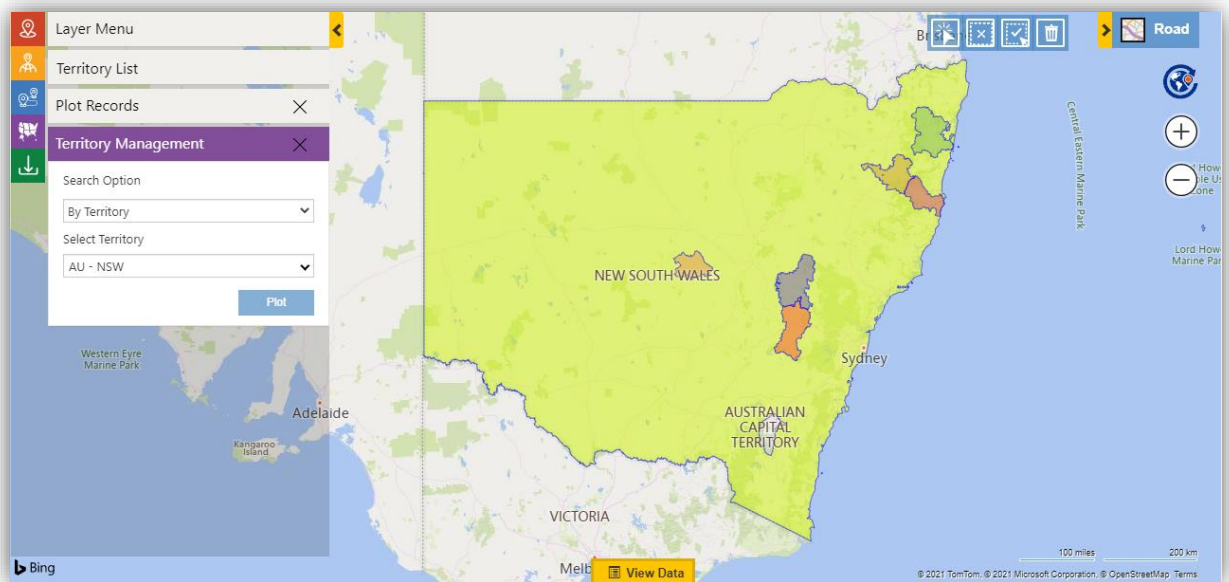 Layer Menu
Territory List
Plot Records
Territory Management
Search Option
By Territory
Select Territory
AU - NSW
Plot
Road
Central Eastern Marine Park
Lord Howe
Marine Par
NEW SOUTH WALES
Sydney
AUSTRALIAN
CAPITAL
TERRITORY
Western Eyre
Marine Park
Adelaide
Kangaroo
Island
VICTORIA
Melb
View Data
Bing
100 miles
200 km
© 2021 TomTom, © 2021 Microsoft Corporation, © OpenStreetMap Terms